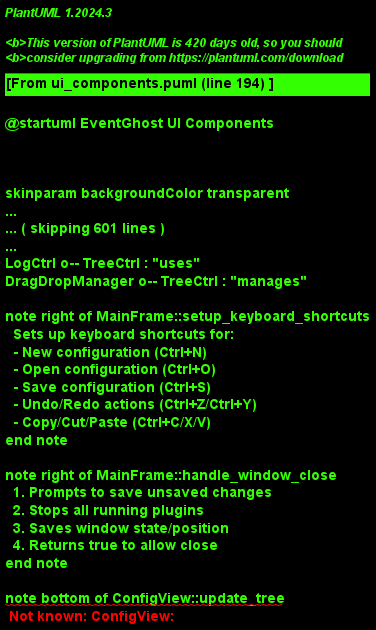 PlantUML 1.2024.3
<b>This version of PlantUML is 420 days old, so you should
<b>consider upgrading from https://plantuml.com/download
[From ui_components.puml (line 194) ]
@startuml EventGhost UI Components
skinparam backgroundColor transparent
...
... ( skipping 601 lines )
...
LogCtrl o-- TreeCtrl : "uses"
DragDropManager o-- TreeCtrl : "manages"
note right of MainFrame::setup_keyboard_shortcuts
Sets up keyboard shortcuts for:
- New configuration (Ctrl+N)
- Open configuration (Ctrl+O)
- Save configuration (Ctrl+S)
- Undo/Redo actions (Ctrl+Z/Ctrl+Y)
- Copy/Cut/Paste (Ctrl+C/X/V)
end note
note right of MainFrame::handle_window_close
1. Prompts to save unsaved changes
2. Stops all running plugins
3. Saves window state/position
4. Returns true to allow close
end note
note bottom of ConfigView::update_tree
Not known: ConfigView: